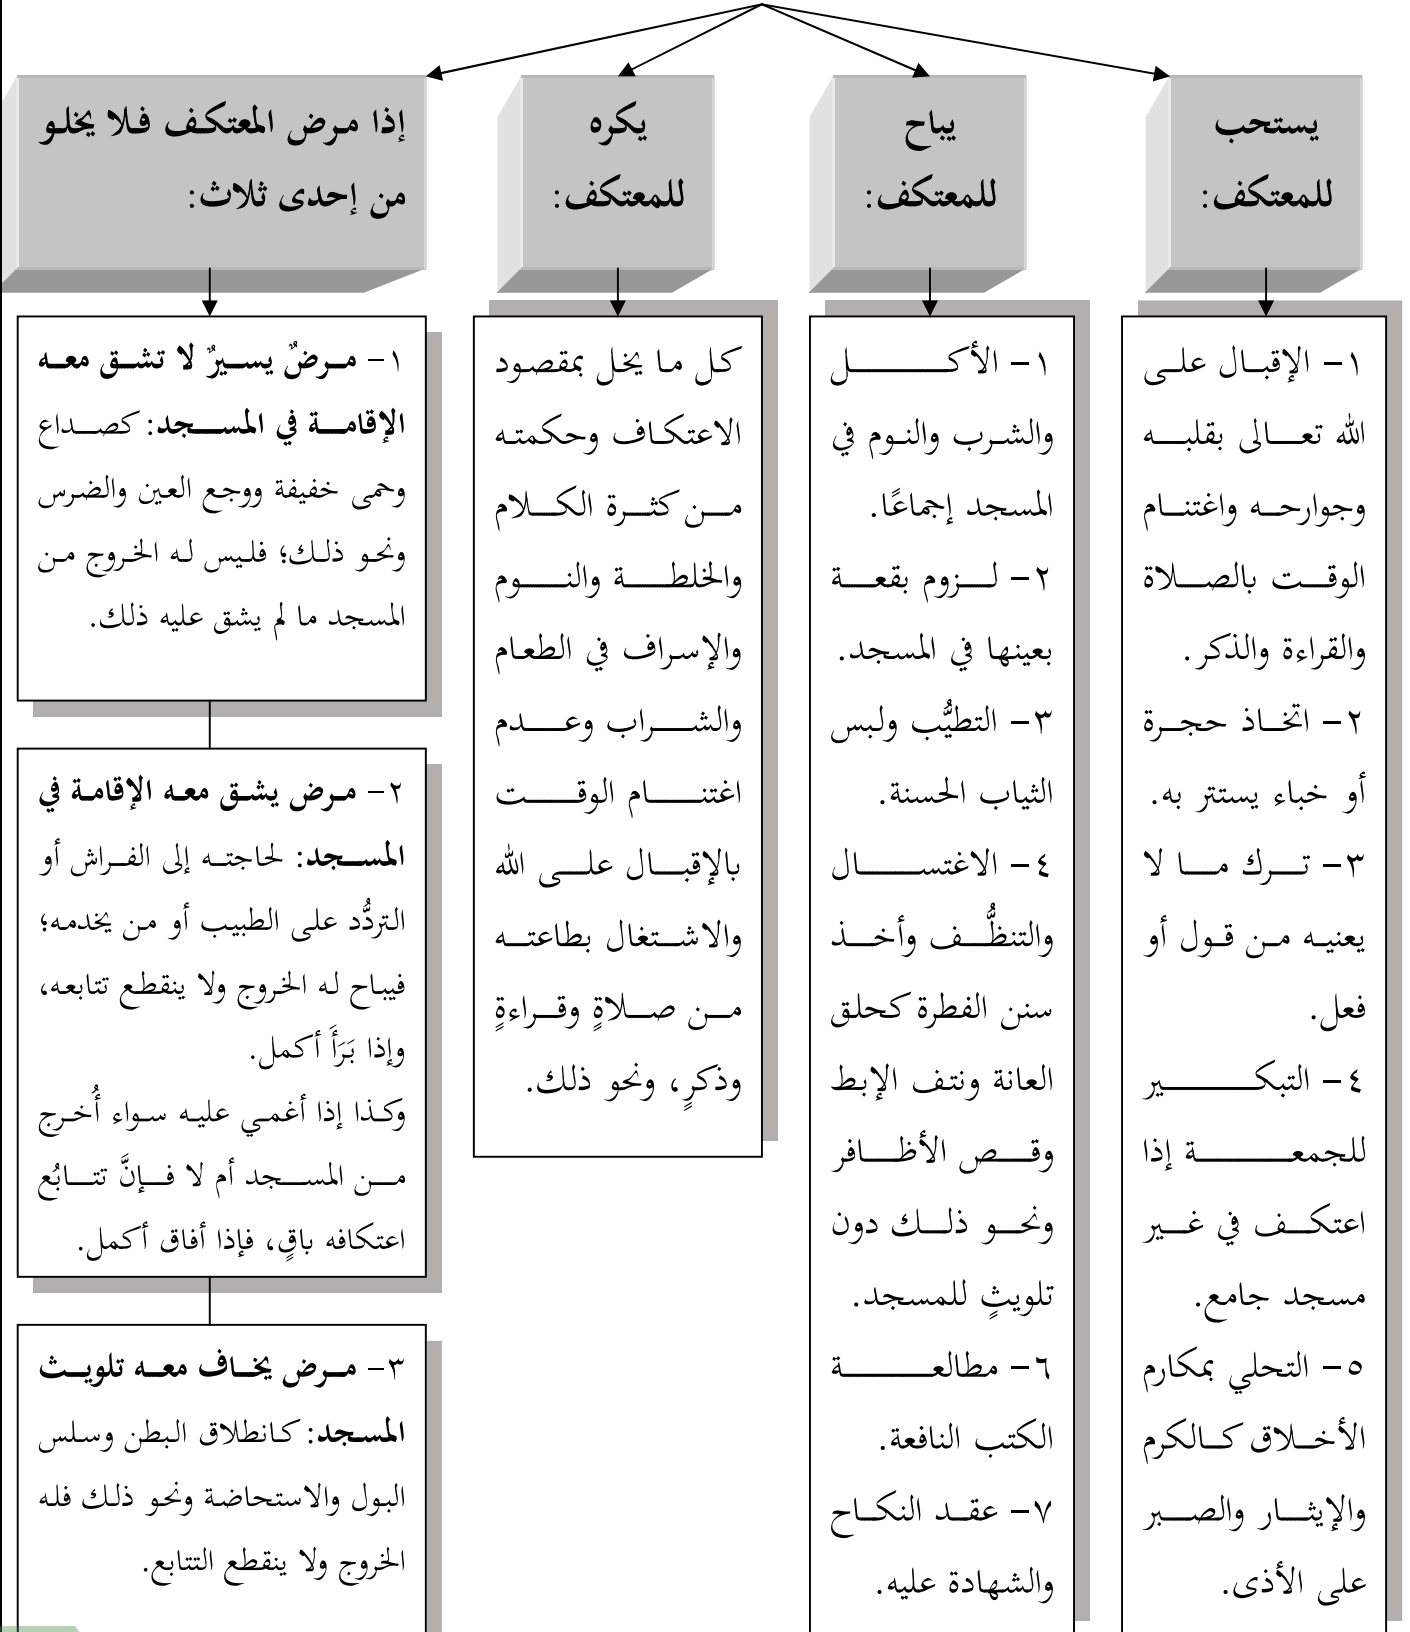 يستحب
للمعتكف:
١- الإقبال على
الله تعالى بقلبه
وجوارحه واغتنام
الوقت بالصلاة
والقراءة والذكر.
٢- اتخاذ حجرة
أو خباء يستتر به.
٣- ترك ما لا
يعنيه من قول أو
فعل.
٤- التبكير
للجمعة إذا
اعتكف في غير
مسجد جامع.
٥- التحلي بمكارم
الأخلاق كالكرم
والإيثار والصبر
على الأذى.
يباح
للمعتكف:
١- الأكل
والشرب والنوم في
المسجد إجماعًا.
٢- لزوم بقعة
بعينها في المسجد.
٣- التطيُّب ولبس
الثياب الحسنة.
٤- الاغتسال
والتنظُّف وأخذ
سنن الفطرة كحلق
العانة ونتف الإبط
وقص الأظافر
ونحو ذلك دون
تلويثٍ للمسجد.
٦- مطالعة
الكتب النافعة.
٧- عقد النكاح
والشهادة عليه.
يكره
للمعتكف:
كل ما يخل بمقصود
الاعتكاف وحكمته
من كثرة الكلام
والخلطة والنوم
والإسراف في الطعام
والشراب وعدم
اغتنام الوقت
بالإقبال على الله
والاشتغال بطاعته
من صلاةٍ وقراءةٍ
وذكرٍ، ونحو ذلك.
إذا مرض المعتكف فلا يخلو
من إحدى ثلاث:
١- مرضٌ يسيرٌ لا تشق معه
الإقامة في المسجد: كصداع
وحمى خفيفة ووجع العين والضرس
ونحو ذلك؛ فليس له الخروج من
المسجد ما لم يشق عليه ذلك.
٢- مرض يشق معه الإقامة في
المسجد: لحاجته إلى الفراش أو
التردُّد على الطبيب أو من يخدمه؛
فيباح له الخروج ولا ينقطع تتابعه،
وإذا بَرَأَ أكمل.
وكذا إذا أغمي عليه سواء أُخرج
من المسجد أم لا فإنَّ تتابُع
اعتكافه باقٍ، فإذا أفاق أكمل.
٣- مرض يخاف معه تلويث
المسجد: كانطلاق البطن وسلس
البول والاستحاضة ونحو ذلك فله
الخروج ولا ينقطع التتابع.